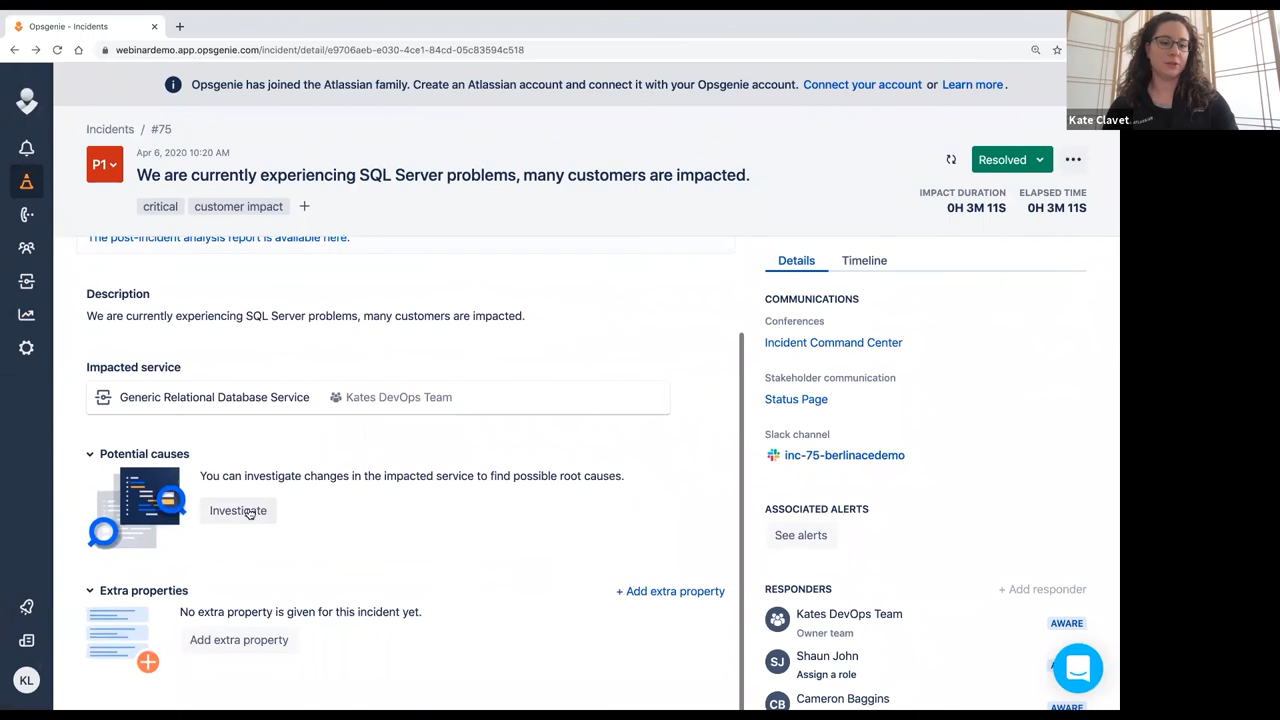 Opsgenie - Incidents
webinardemo.app.opsgenie.com/incident/detail/e9706aeb-e030-4ce1-84cd-05c83594c518
Opsgenie has joined the Atlassian family. Create an Atlassian account and connect it with your Opsgenie account. Connect your account or Learn more.
Kate Clavet
ATLASSIAN
Incidents / #75
P1
Apr 6, 2020 10:20 AM
We are currently experiencing SQL Server problems, many customers are impacted.
critical
customer impact
Resolved
IMPACT DURATION
0H 3M 11S
ELAPSED TIME
0H 3M 11S
The post-incident analysis report is available here.
Description
We are currently experiencing SQL Server problems, many customers are impacted.
Impacted service
Generic Relational Database Service
Kates DevOps Team
Potential causes
You can investigate changes in the impacted service to find possible root causes.
Investigate
Extra properties
+ Add extra property
No extra property is given for this incident yet.
Add extra property
Details
Timeline
COMMUNICATIONS
Conferences
Incident Command Center
Stakeholder communication
Status Page
Slack channel
inc-75-berlinacedemo
ASSOCIATED ALERTS
See alerts
RESPONDERS
+ Add responder
Kates DevOps Team
Owner team
AWARE
SJ
Shaun John
Assign a role
CB
Cameron Baggins
AWARE
KL